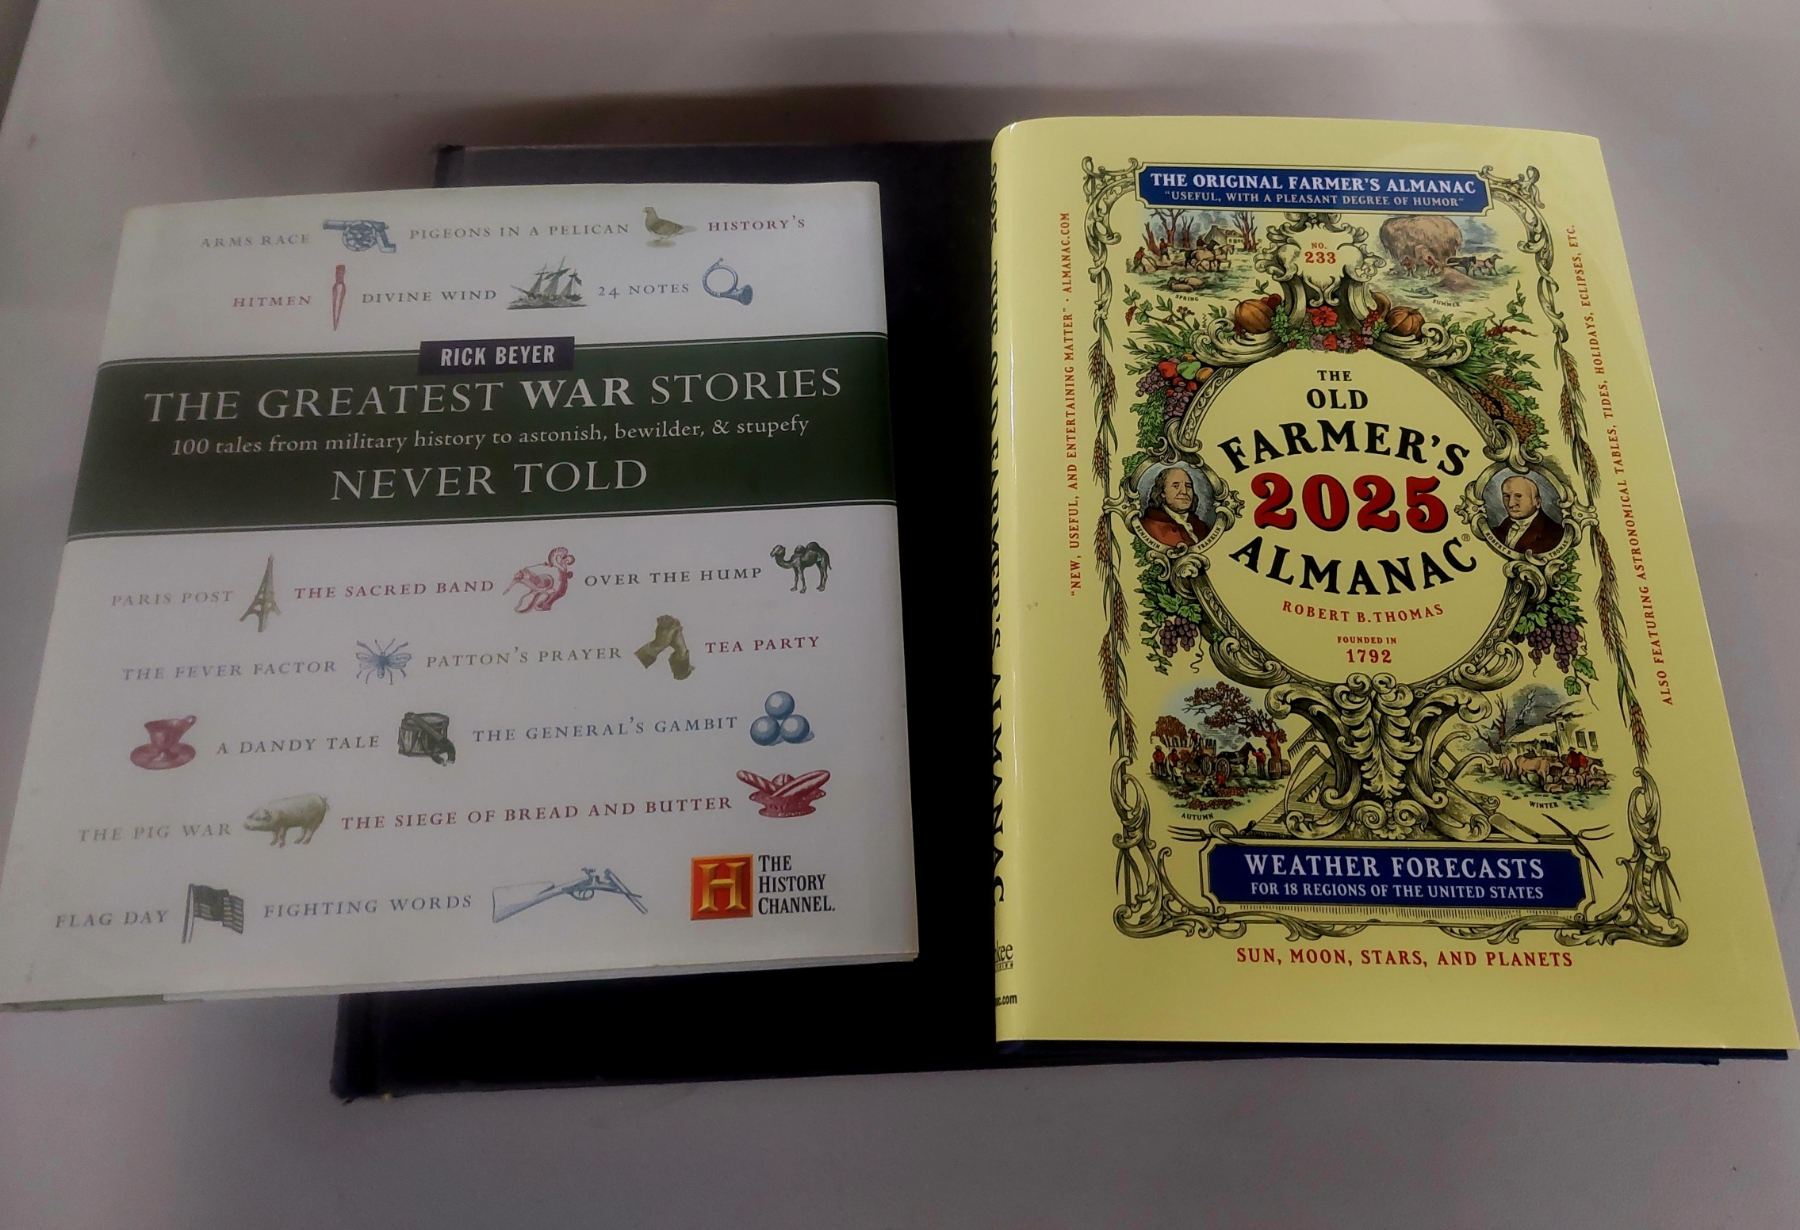 ARMS RACE PIGEONS IN A PELICAN HISTORY'S
HITMEN DIVINE WIND 24 NOTES
RICK BEYER
THE GREATEST WAR STORIES
100 tales from military history to astonish, bewilder, & stupefy
NEVER TOLD
PARIS POST THE SACRED BAND OVER THE HUMP
THE FEVER FACTOR PATTON'S PRAYER TEA PARTY
A DANDY TALE THE GENERAL'S GAMBIT
THE PIG WAR THE SIEGE OF BREAD AND BUTTER
FLAG DAY FIGHTING WORDS
H THE
HISTORY
CHANNEL.
THE ORIGINAL FARMER'S ALMANAC
"USEFUL, WITH A PLEASANT DEGREE OF HUMOR"
"NEW, USEFUL, AND ENTERTAINING MATTER" · ALMANAC.COM
NO.
233
SPRING
SUMMER
THE
OLD
FARMER'S
2025
ALMANAC®
BENJAMIN FRANKLIN
ROBERT B. THOMAS
ROBERT B. THOMAS
FOUNDED IN
1792
AUTUMN
WINTER
WEATHER FORECASTS
FOR 18 REGIONS OF THE UNITED STATES
SUN, MOON, STARS, AND PLANETS
ALSO FEATURING ASTRONOMICAL TABLES, TIDES, HOLIDAYS, ECLIPSES, ETC.
FARMER'S ALMANAC